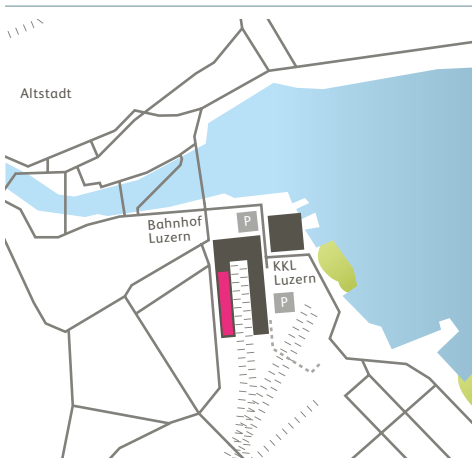 Altstadt
Bahnhof
Luzern
P
KKL
Luzern
P